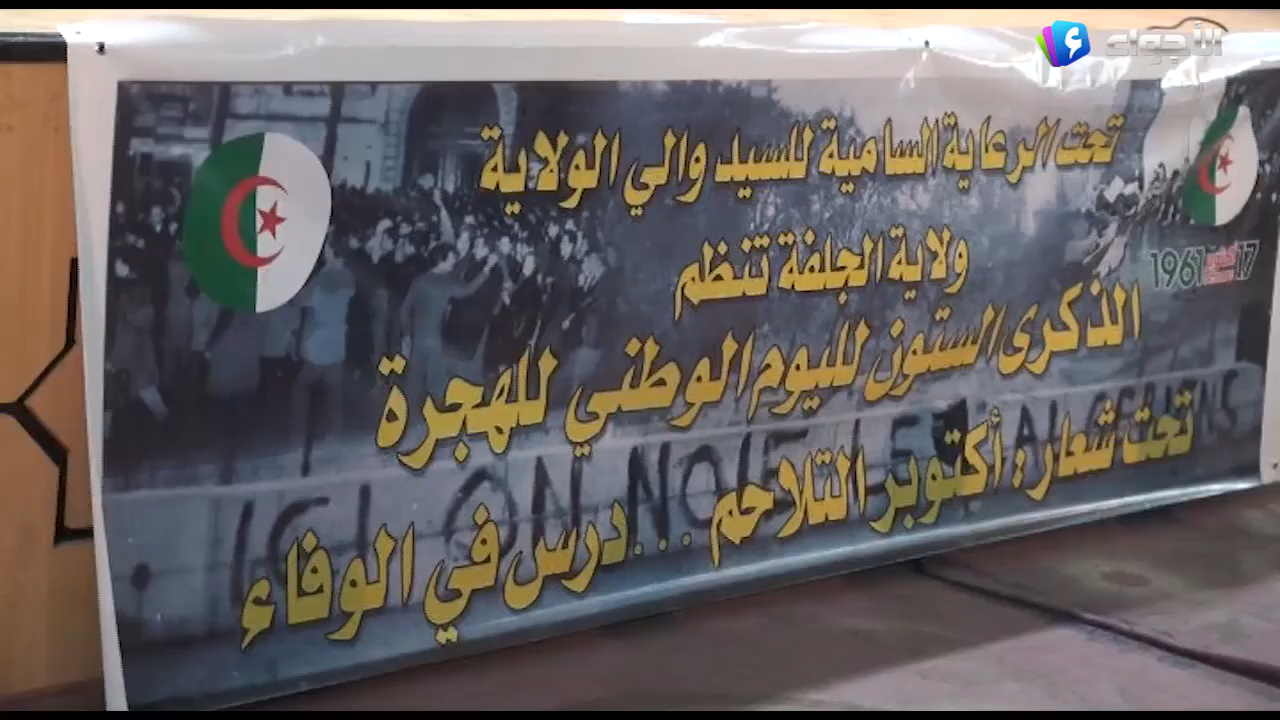 الأجواء
تحت الرعاية السامية للسيد والي الولاية
ولاية الجلفة تنظم
17 1961
الذكرى الستون لليوم الوطني للهجرة
تحت شعار : أكتوبر التلاحم ...درس في الوفاء
ICI ON NOIE LES ALGERIENS